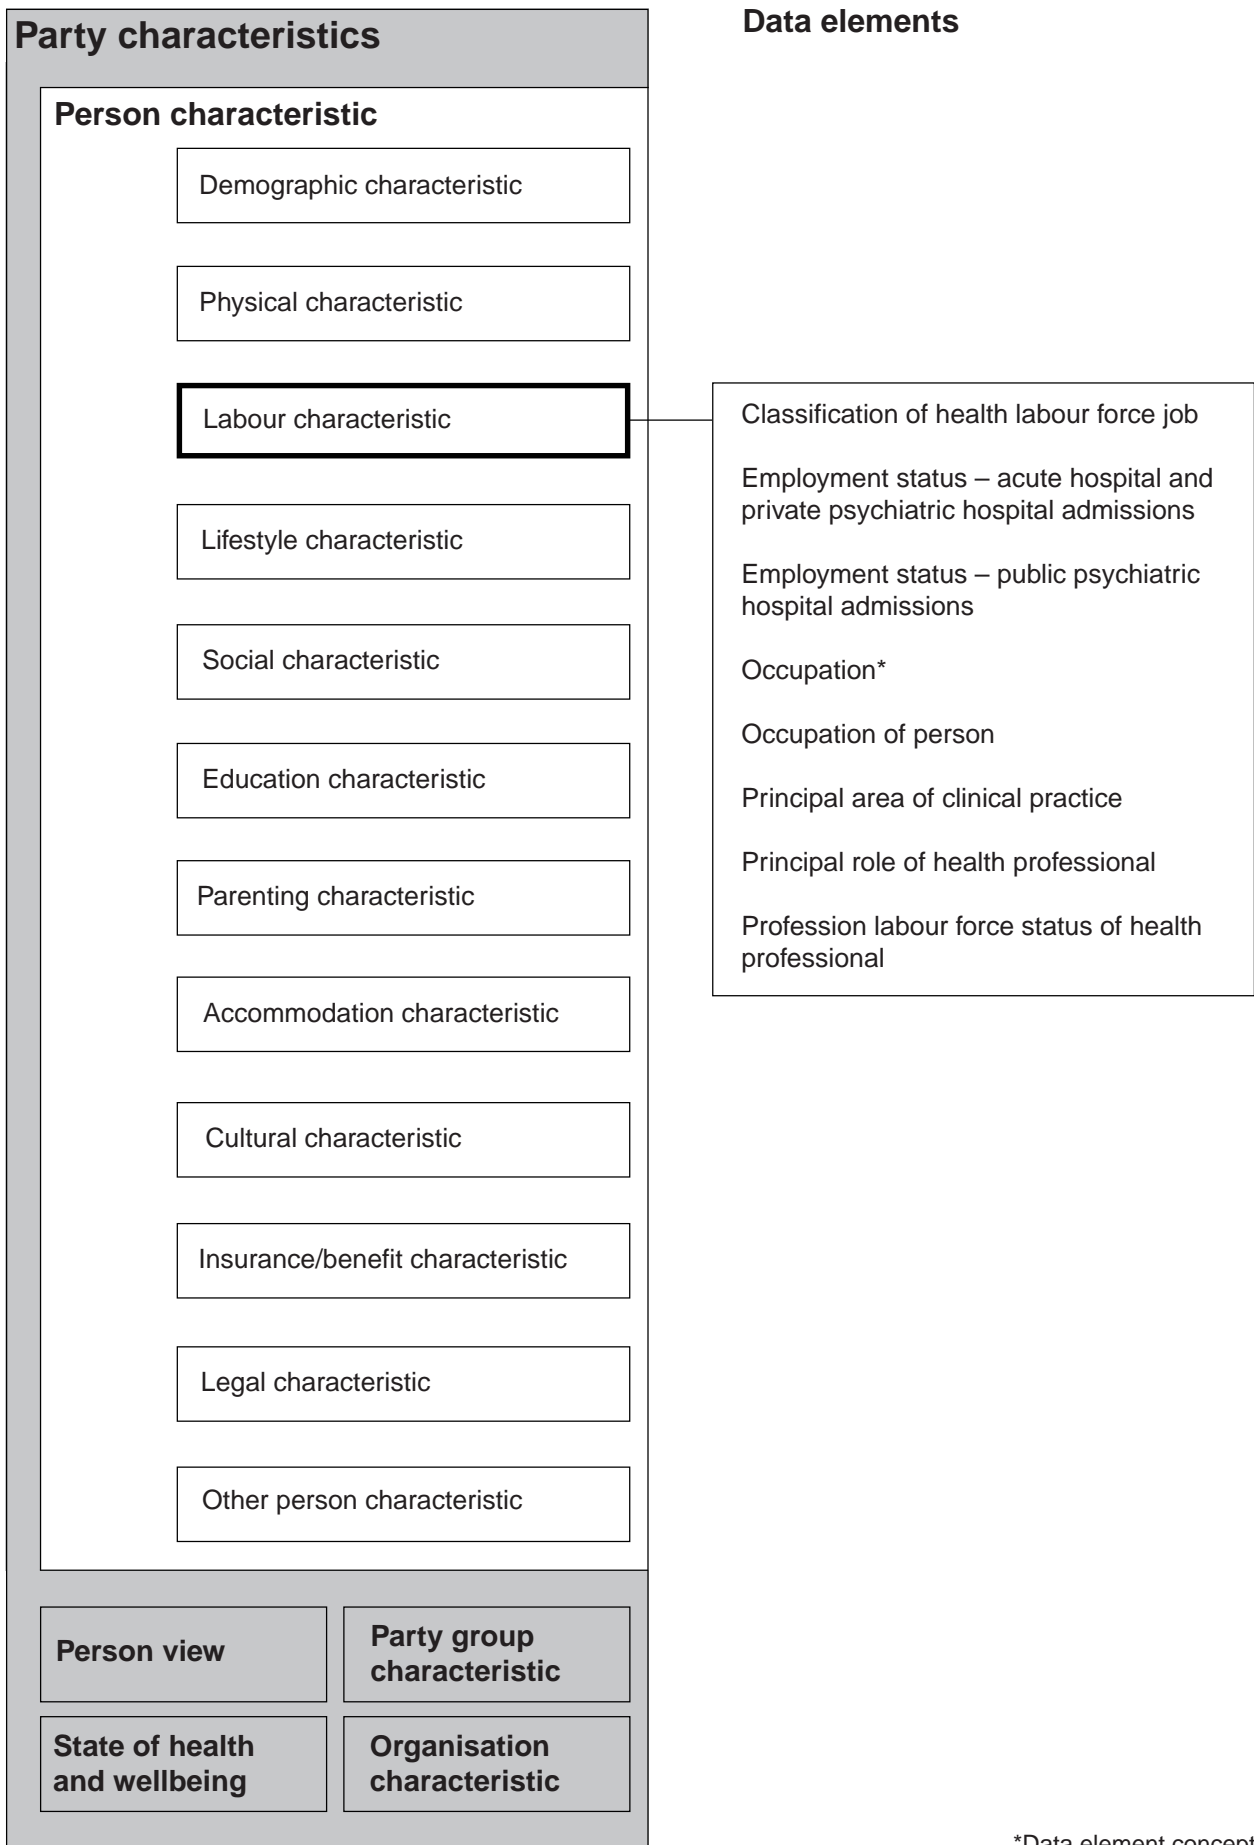 Party characteristics
Data elements
Person characteristic
Demographic characteristic
Physical characteristic
Labour characteristic
Lifestyle characteristic
Social characteristic
Education characteristic
Parenting characteristic
Accommodation characteristic
Cultural characteristic
Insurance/benefit characteristic
Legal characteristic
Other person characteristic
Classification of health labour force job
Employment status – acute hospital and
private psychiatric hospital admissions
Employment status – public psychiatric
hospital admissions
Occupation*
Occupation of person
Principal area of clinical practice
Principal role of health professional
Profession labour force status of health
professional
Person view
Party group
characteristic
State of health
and wellbeing
Organisation
characteristic
*Data element concept